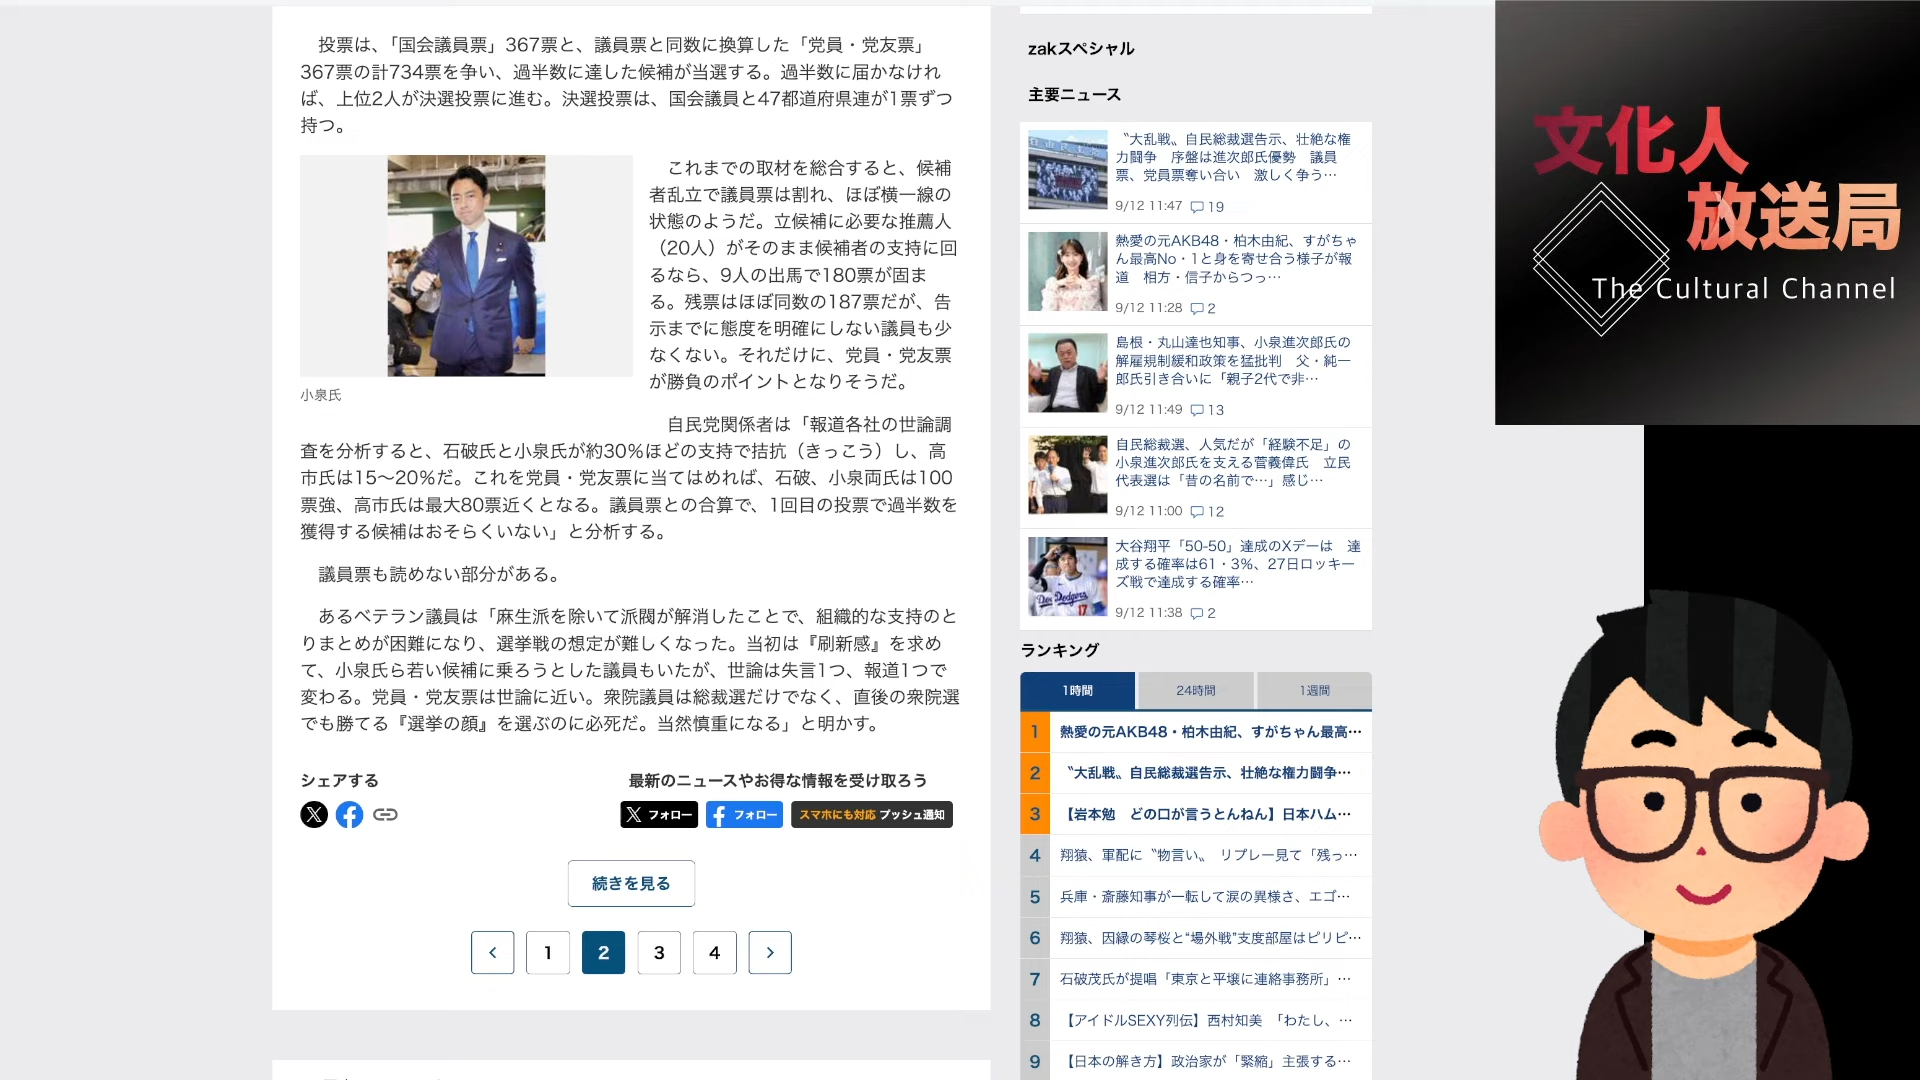 投票は、「国会議員票」367票と、議員票と同数に換算した「党員・党友票」
367票の計734票を争い、過半数に達した候補が当選する。過半数に届かなけれ
ば、上位2人が決選投票に進む。決選投票は、国会議員と47都道府県連が1票ずつ
持つ。
これまでの取材を総合すると、候補
者乱立で議員票は割れ、ほぼ横一線の
状態のようだ。立候補に必要な推薦人
（20人）がそのまま候補者の支持に回
るなら、9人の出馬で180票が固ま
る。残票はほぼ同数の187票だが、告
示までに態度を明確にしない議員も少
なくない。それだけに、党員・党友票
が勝負のポイントとなりそうだ。
小泉氏
自民党関係者は「報道各社の世論調
査を分析すると、石破氏と小泉氏が約30％ほどの支持で拮抗（きっこう）し、高
市氏は15〜20％だ。これを党員・党友票に当てはめれば、石破、小泉両氏は100
票強、高市氏は最大80票近くとなる。議員票との合算で、1回目の投票で過半数を
獲得する候補はおそらくいない」と分析する。
議員票も読めない部分がある。
あるベテラン議員は「麻生派を除いて派閥が解消したことで、組織的な支持のと
りまとめが困難になり、選挙戦の想定が難しくなった。当初は『刷新感』を求め
て、小泉氏ら若い候補に乗ろうとした議員もいたが、世論は失言1つ、報道1つで
変わる。党員・党友票は世論に近い。衆院議員は総裁選だけでなく、直後の衆院選
でも勝てる『選挙の顔』を選ぶのに必死だ。当然慎重になる」と明かす。
シェアする
最新のニュースやお得な情報を受け取ろう
フォロー
フォロー
スマホにも対応 プッシュ通知
続きを見る
1 2 3 4
zakスペシャル
主要ニュース
〝大乱戦〟自民総裁選告示、壮絶な権
力闘争　序盤は進次郎氏優勢　議員
票、党員票奪い合い　激しく争う…
9/12 11:47 19
熱愛の元AKB48・柏木由紀、すがちゃ
ん最高No・1と身を寄せ合う様子が報
道　相方・信子からつっ…
9/12 11:28 2
島根・丸山達也知事、小泉進次郎氏の
解雇規制緩和政策を猛批判　父・純一
郎氏引き合いに「親子2代で非…
9/12 11:49 13
自民総裁選、人気だが「経験不足」の
小泉進次郎氏を支える菅義偉氏　立民
代表選は「昔の名前で…」感じ…
9/12 11:00 12
大谷翔平「50-50」達成のXデーは　達
成する確率は61・3％、27日ロッキー
ズ戦で達成する確率…
9/12 11:38 2
ランキング
1時間 24時間 1週間
1 熱愛の元AKB48・柏木由紀、すがちゃん最高…
2 〝大乱戦〟自民総裁選告示、壮絶な権力闘争…
3 【岩本勉　どの口が言うとんねん】日本ハム…
4 翔猿、軍配に〝物言い〟 リプレー見て「残っ…
5 兵庫・斎藤知事が一転して涙の異様さ、エゴ…
6 翔猿、因縁の琴桜と“場外戦”支度部屋はピリピ…
7 石破茂氏が提唱「東京と平壌に連絡事務所」…
8 【アイドルSEXY列伝】西村知美　「わたし、…
9 【日本の解き方】政治家が「緊縮」主張する…
文化人
放送局
The Cultural Channel
Dodgers
17